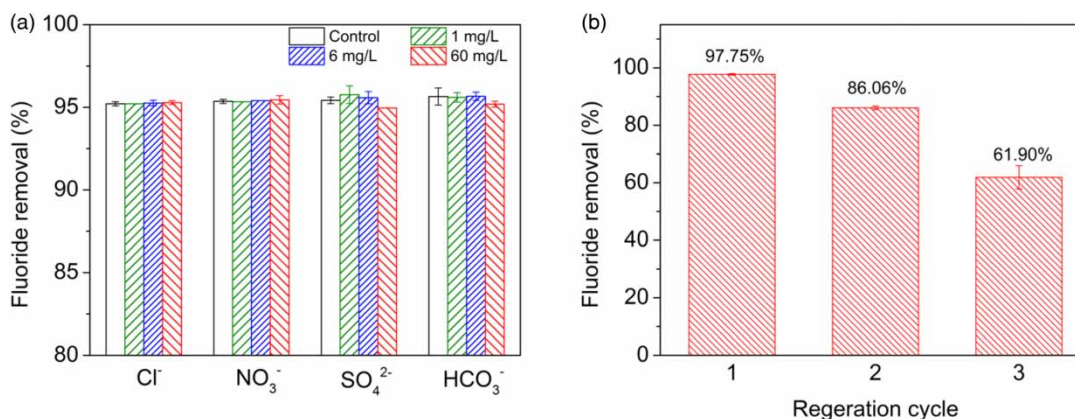 (a)
100
95
90
85
80
Fluoride removal (%)
Control
1 mg/L
6 mg/L
60 mg/L
Cl⁻
NO₃⁻
SO₄²⁻
HCO₃⁻
(b)
100
80
60
40
20
0
Fluoride removal (%)
97.75%
86.06%
61.90%
1
2
3
Regeration cycle